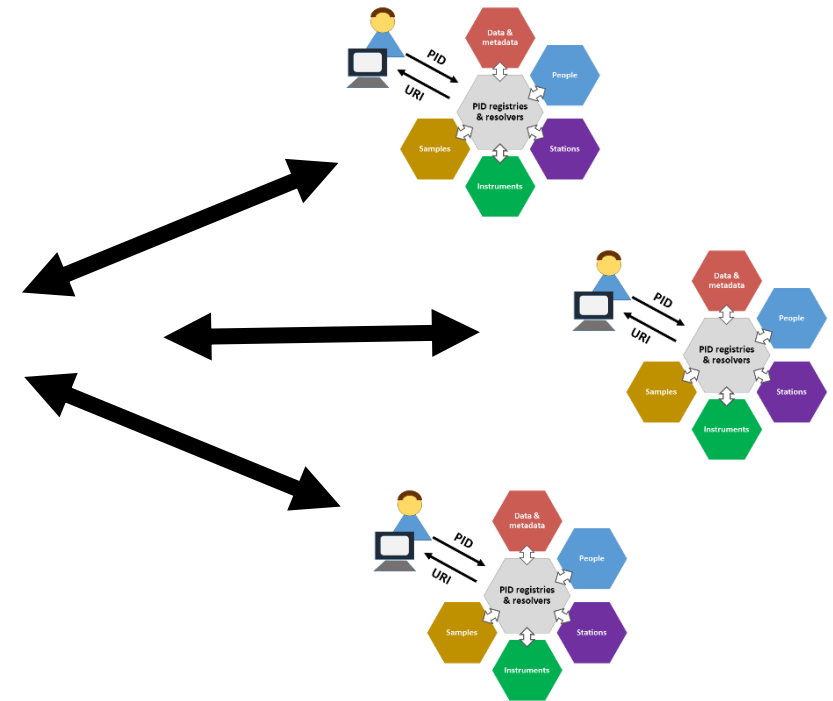 Data &
metadata
People
PID
URI
PID registries
& resolvers
Samples
Stations
Instruments
Data &
metadata
People
PID
URI
PID registries
& resolvers
Samples
Stations
Instruments
Data &
metadata
People
PID
URI
PID registries
& resolvers
Samples
Stations
Instruments